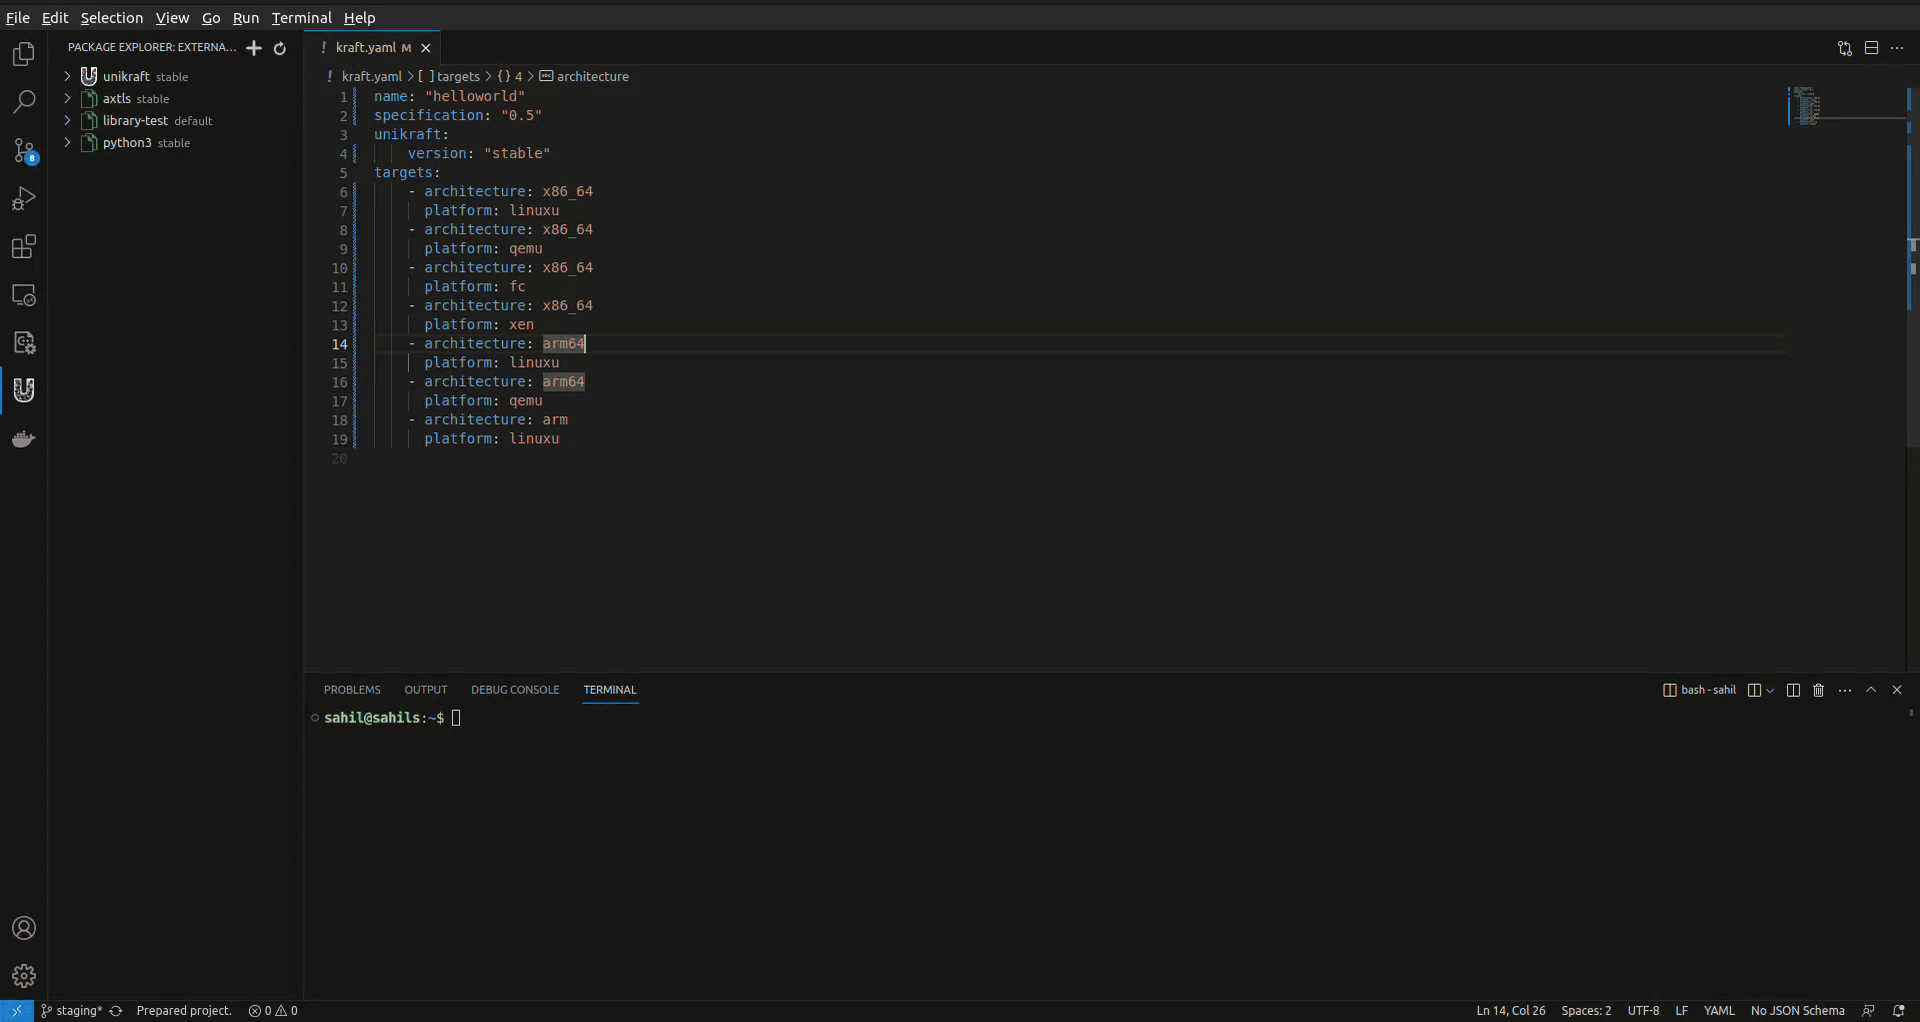 File Edit Selection View Go Run Terminal Help
PACKAGE EXPLORER: EXTERNA...
unikraft stable
axtls stable
library-test default
python3 stable
8
! kraft.yaml M
! kraft.yaml > [ ] targets > {} 4 > abc architecture
1 name: "helloworld"
2 specification: "0.5"
3 unikraft:
4 version: "stable"
5 targets:
6 - architecture: x86_64
7 platform: linuxu
8 - architecture: x86_64
9 platform: qemu
10 - architecture: x86_64
11 platform: fc
12 - architecture: x86_64
13 platform: xen
14 - architecture: arm64
15 platform: linuxu
16 - architecture: arm64
17 platform: qemu
18 - architecture: arm
19 platform: linuxu
20
PROBLEMS OUTPUT DEBUG CONSOLE TERMINAL
bash - sahil
sahil@sahils:~$
staging* Prepared project. 0 0
Ln 14, Col 26 Spaces: 2 UTF-8 LF YAML No JSON Schema